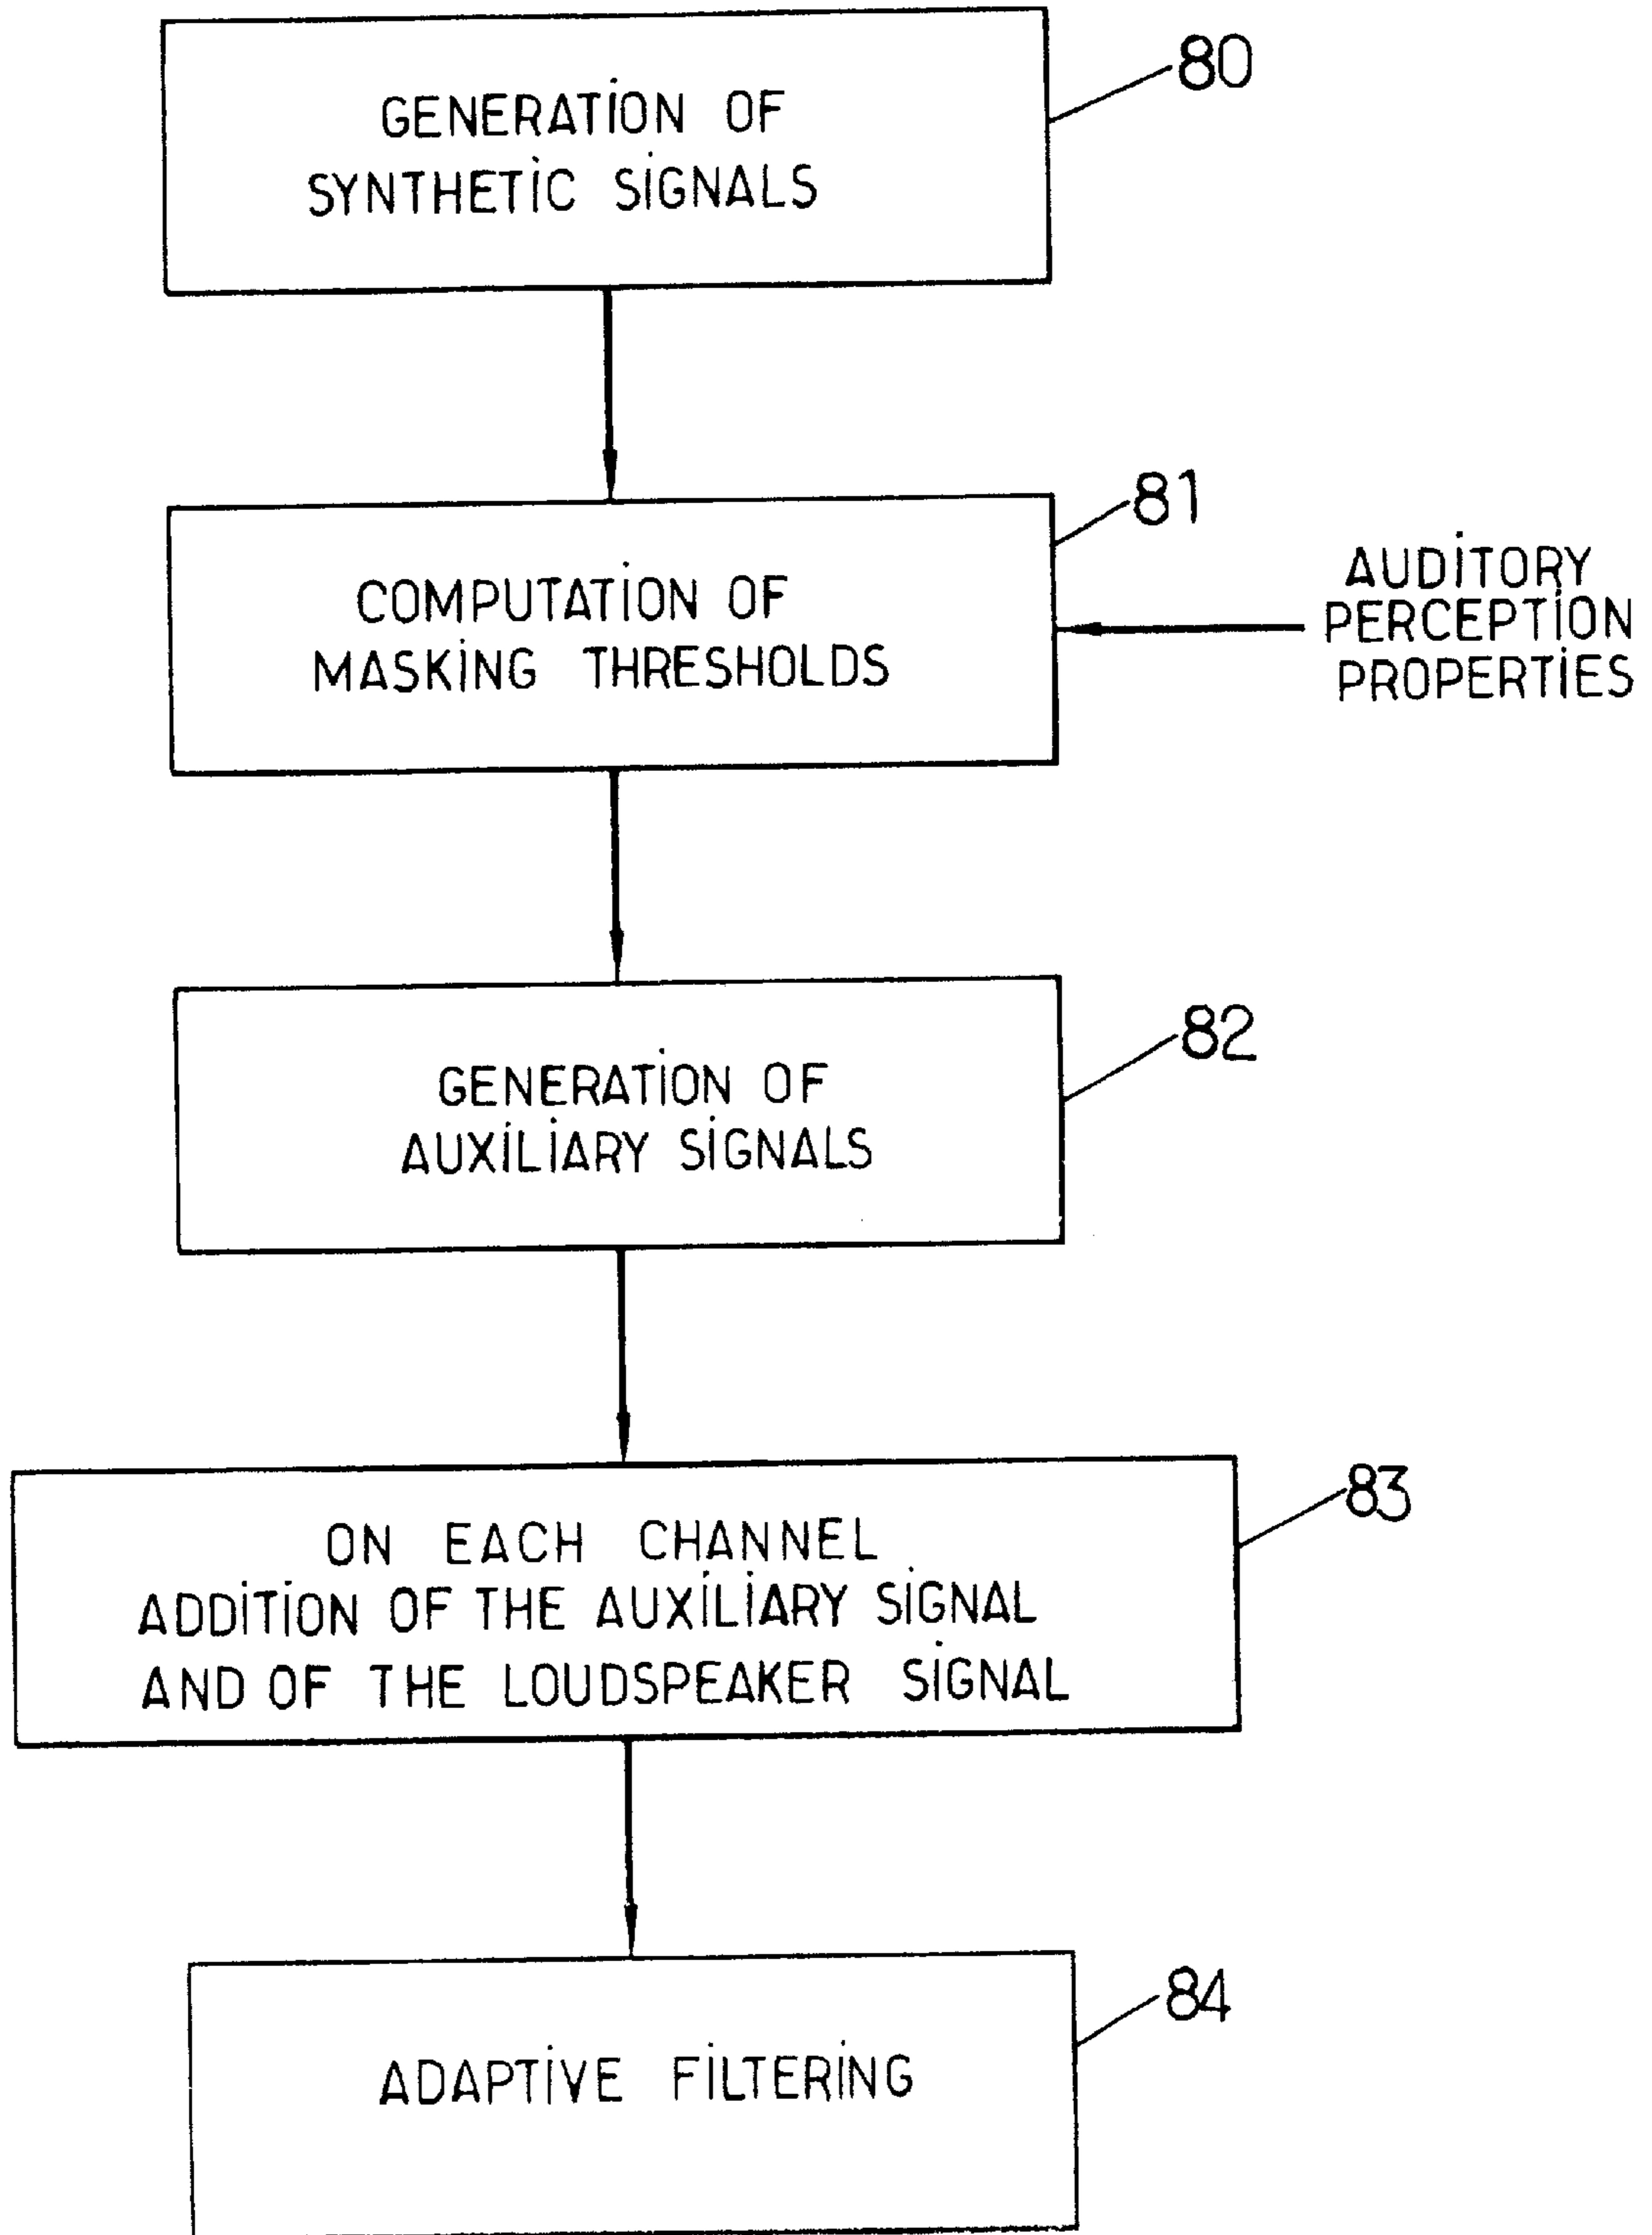 80
GENERATION OF
SYNTHETIC SIGNALS
81
COMPUTATION OF
MASKING THRESHOLDS
AUDITORY
PERCEPTION
PROPERTIES
82
GENERATION OF
AUXILIARY SIGNALS
83
ON EACH CHANNEL
ADDITION OF THE AUXILIARY SIGNAL
AND OF THE LOUDSPEAKER SIGNAL
84
ADAPTIVE FILTERING